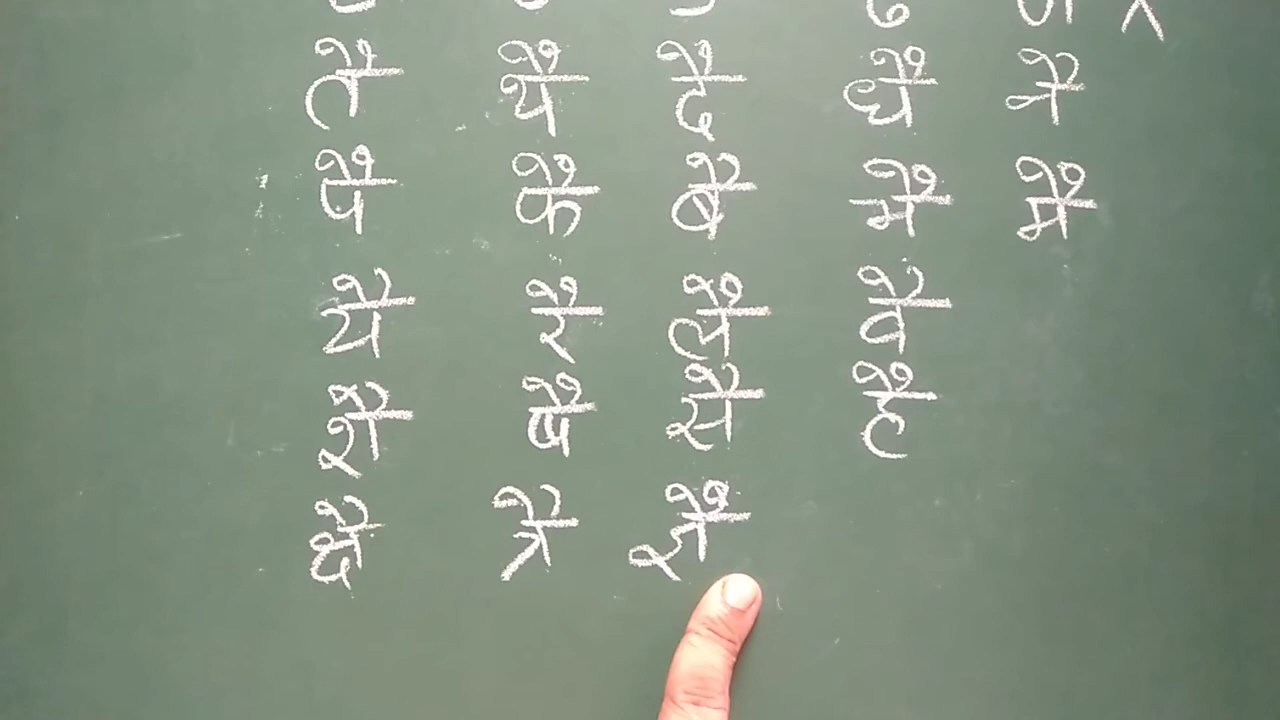 तै थै दै धै नै
पै फै बै भै मै
यै रै लै वै
शै षै सै है
क्षै त्रै ज्ञै